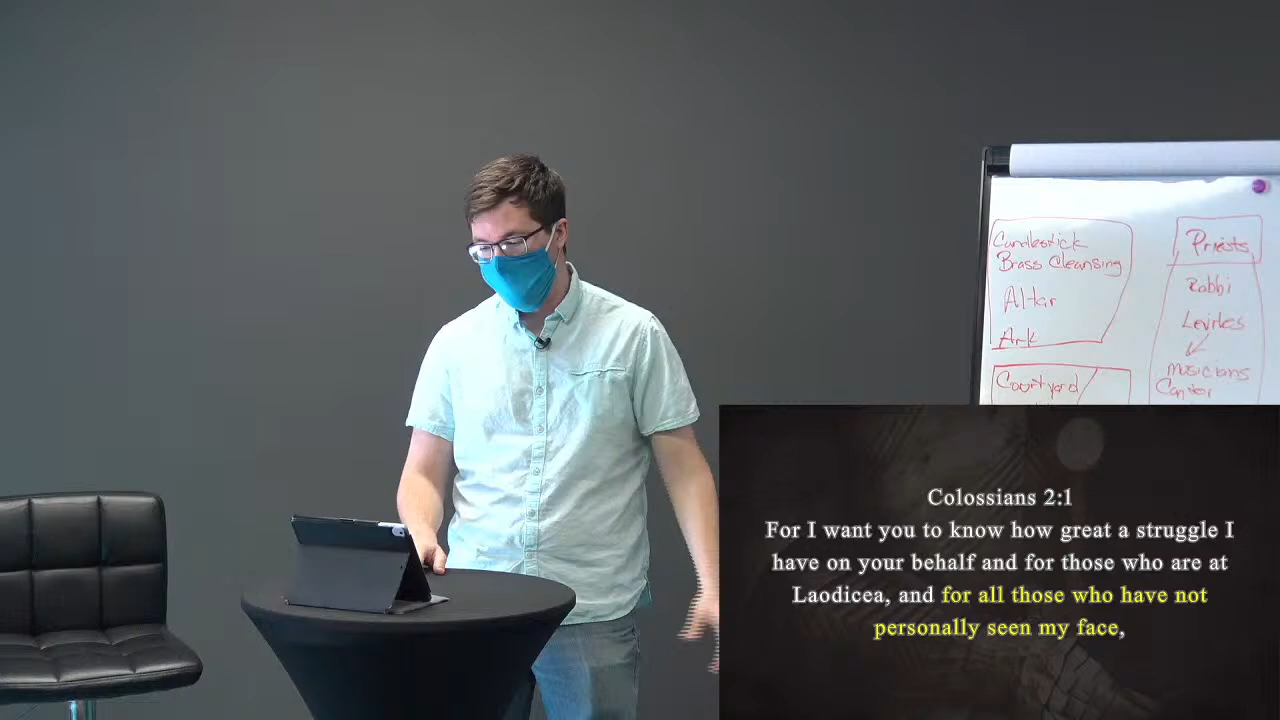 Candlestick
Brass Cleansing
Altar
Ark
Courtyard
Priests
Rabbi
Levites
Musicians
Cantor
Colossians 2:1
For I want you to know how great a struggle I
have on your behalf and for those who are at
Laodicea, and for all those who have not
personally seen my face,